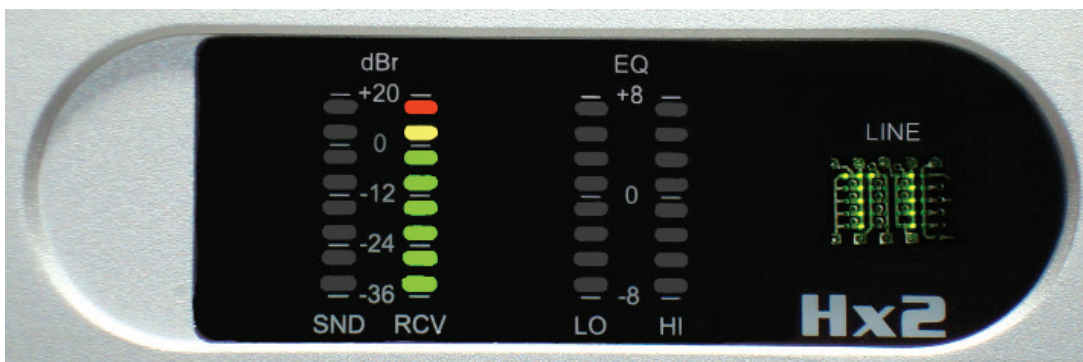 dBr
+20
0
-12
-24
-36
SND RCV
EQ
+8
0
-8
LO HI
LINE
Hx2